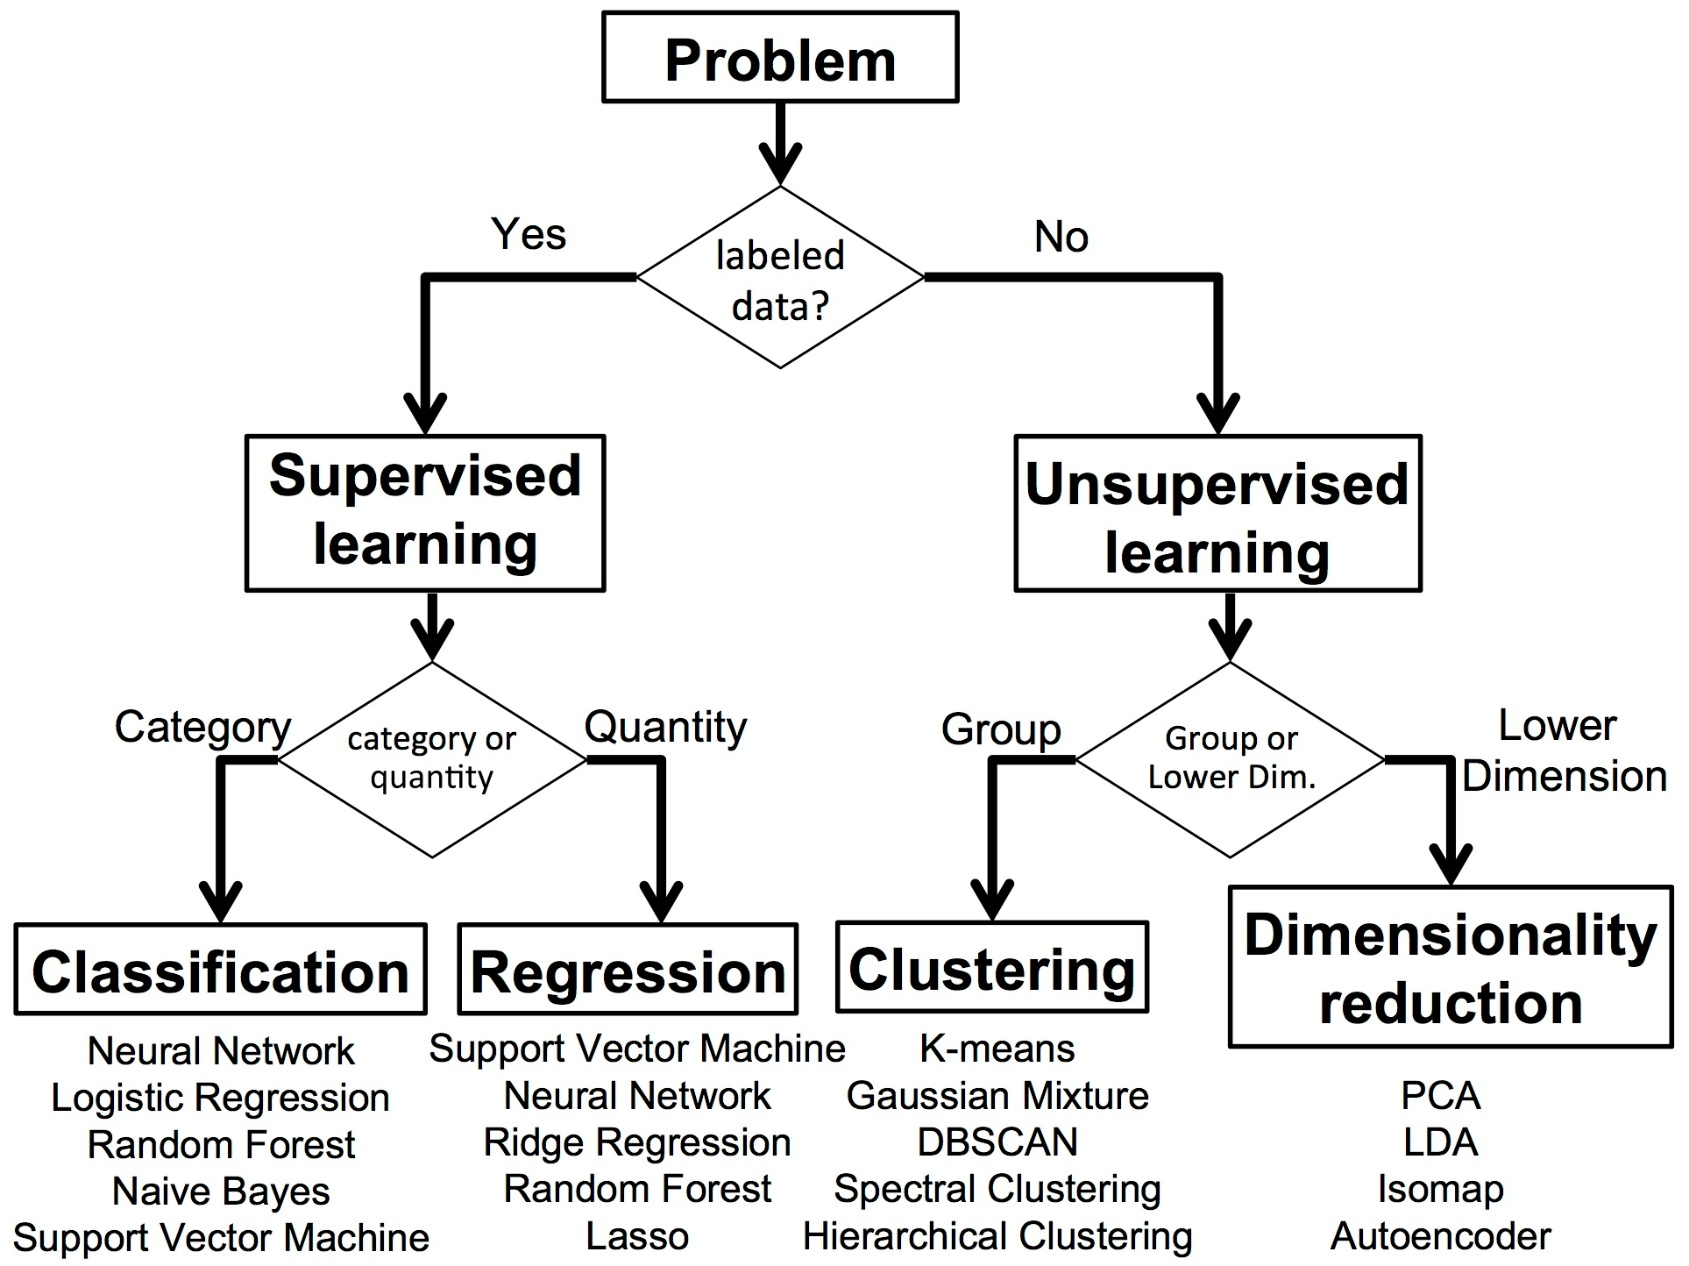 Problem
Yes
labeled
data?
No
Supervised
learning
Unsupervised
learning
Category
category or
quantity
Quantity
Group
Group or
Lower Dim.
Lower
Dimension
Classification
Neural Network
Logistic Regression
Random Forest
Naive Bayes
Support Vector Machine
Regression
Support Vector Machine
Neural Network
Ridge Regression
Random Forest
Lasso
Clustering
K-means
Gaussian Mixture
DBSCAN
Spectral Clustering
Hierarchical Clustering
Dimensionality
reduction
PCA
LDA
Isomap
Autoencoder